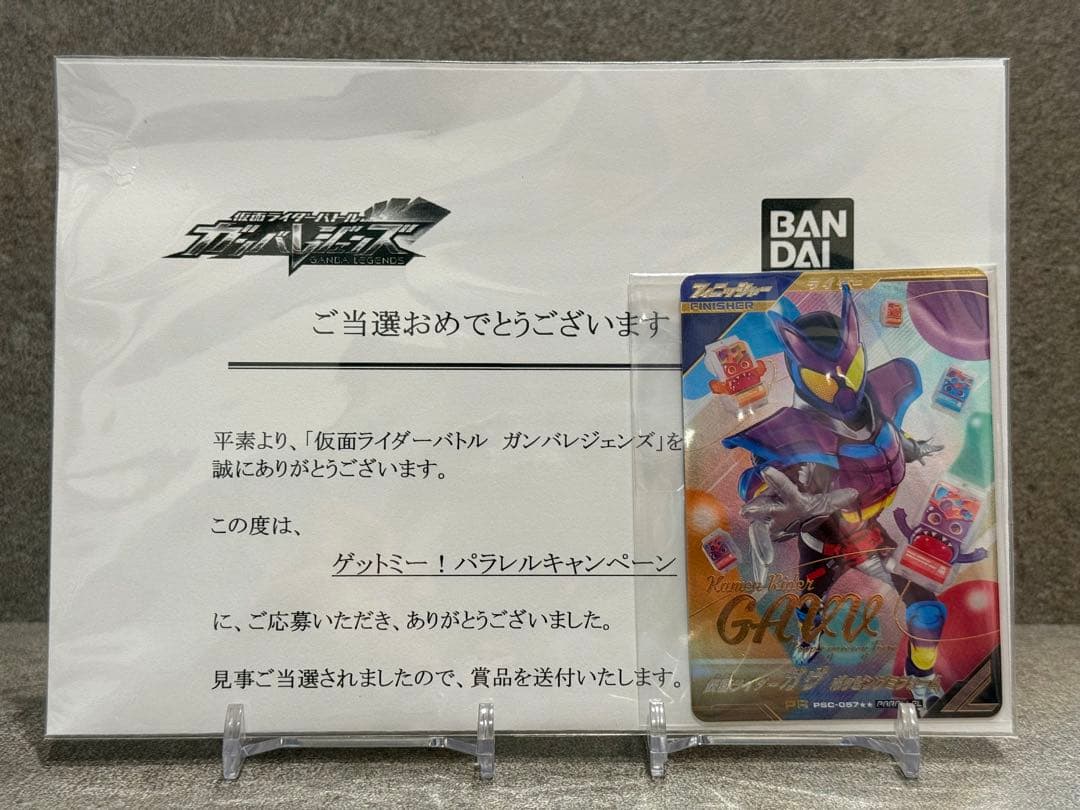 仮面ライダーバトル
ガンバレジェンズ
GANBA LEGENDS
BAN
DAI
ご当選おめでとうございます
平素より、「仮面ライダーバトル　ガンバレジェンズ」を
誠にありがとうございます。
この度は、
ゲットミー！パラレルキャンペーン
に、ご応募いただき、ありがとうございました。
見事ご当選されましたので、賞品を送付いたします。
フィニッシャー
FINISHER
ライダー
Kamen Rider
GAVV
仮面ライダーガヴ
PR PSC-057★★ PARALLEL